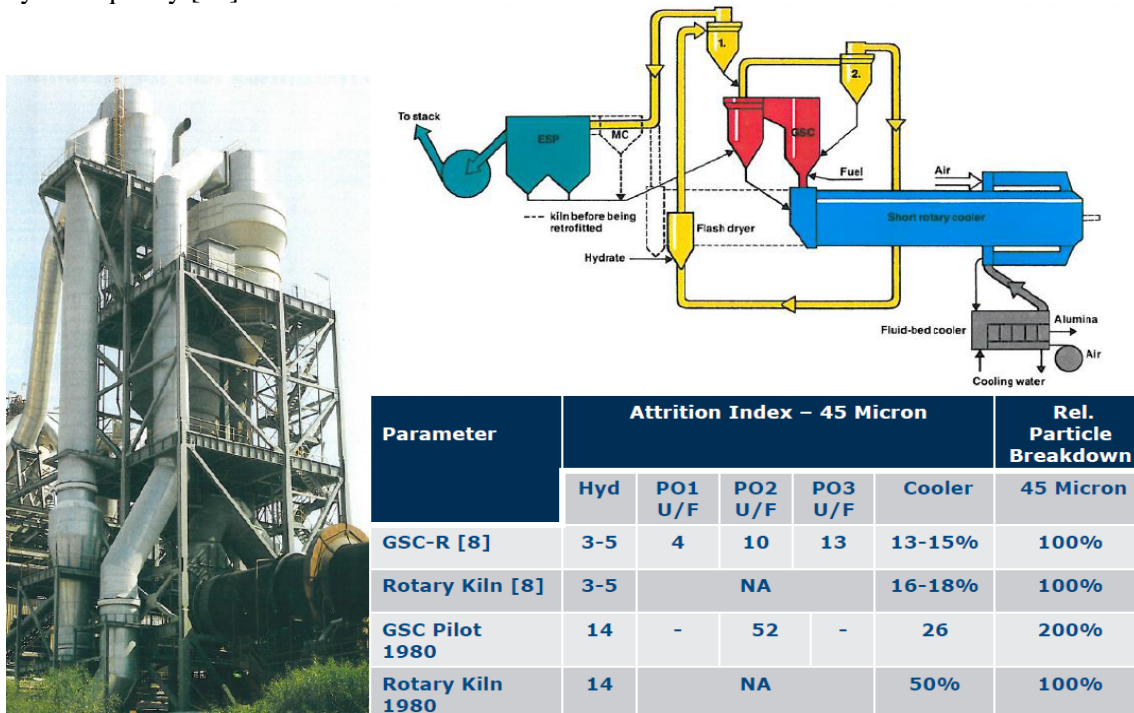 1.
2.
To stack
ESP
MC
GSC
Fuel
Air
Short rotary cooler
--- kiln before being
retrofitted
Flash dryer
Hydrate
Fluid-bed cooler
Alumina
Air
Cooling water
Parameter
Attrition Index – 45 Micron
Rel.
Particle
Breakdown
Hyd
PO1
U/F
PO2
U/F
PO3
U/F
Cooler
45 Micron
GSC-R [8]
3-5
4
10
13
13-15%
100%
Rotary Kiln [8]
3-5
NA
16-18%
100%
GSC Pilot
1980
14
-
52
-
26
200%
Rotary Kiln
1980
14
NA
50%
100%